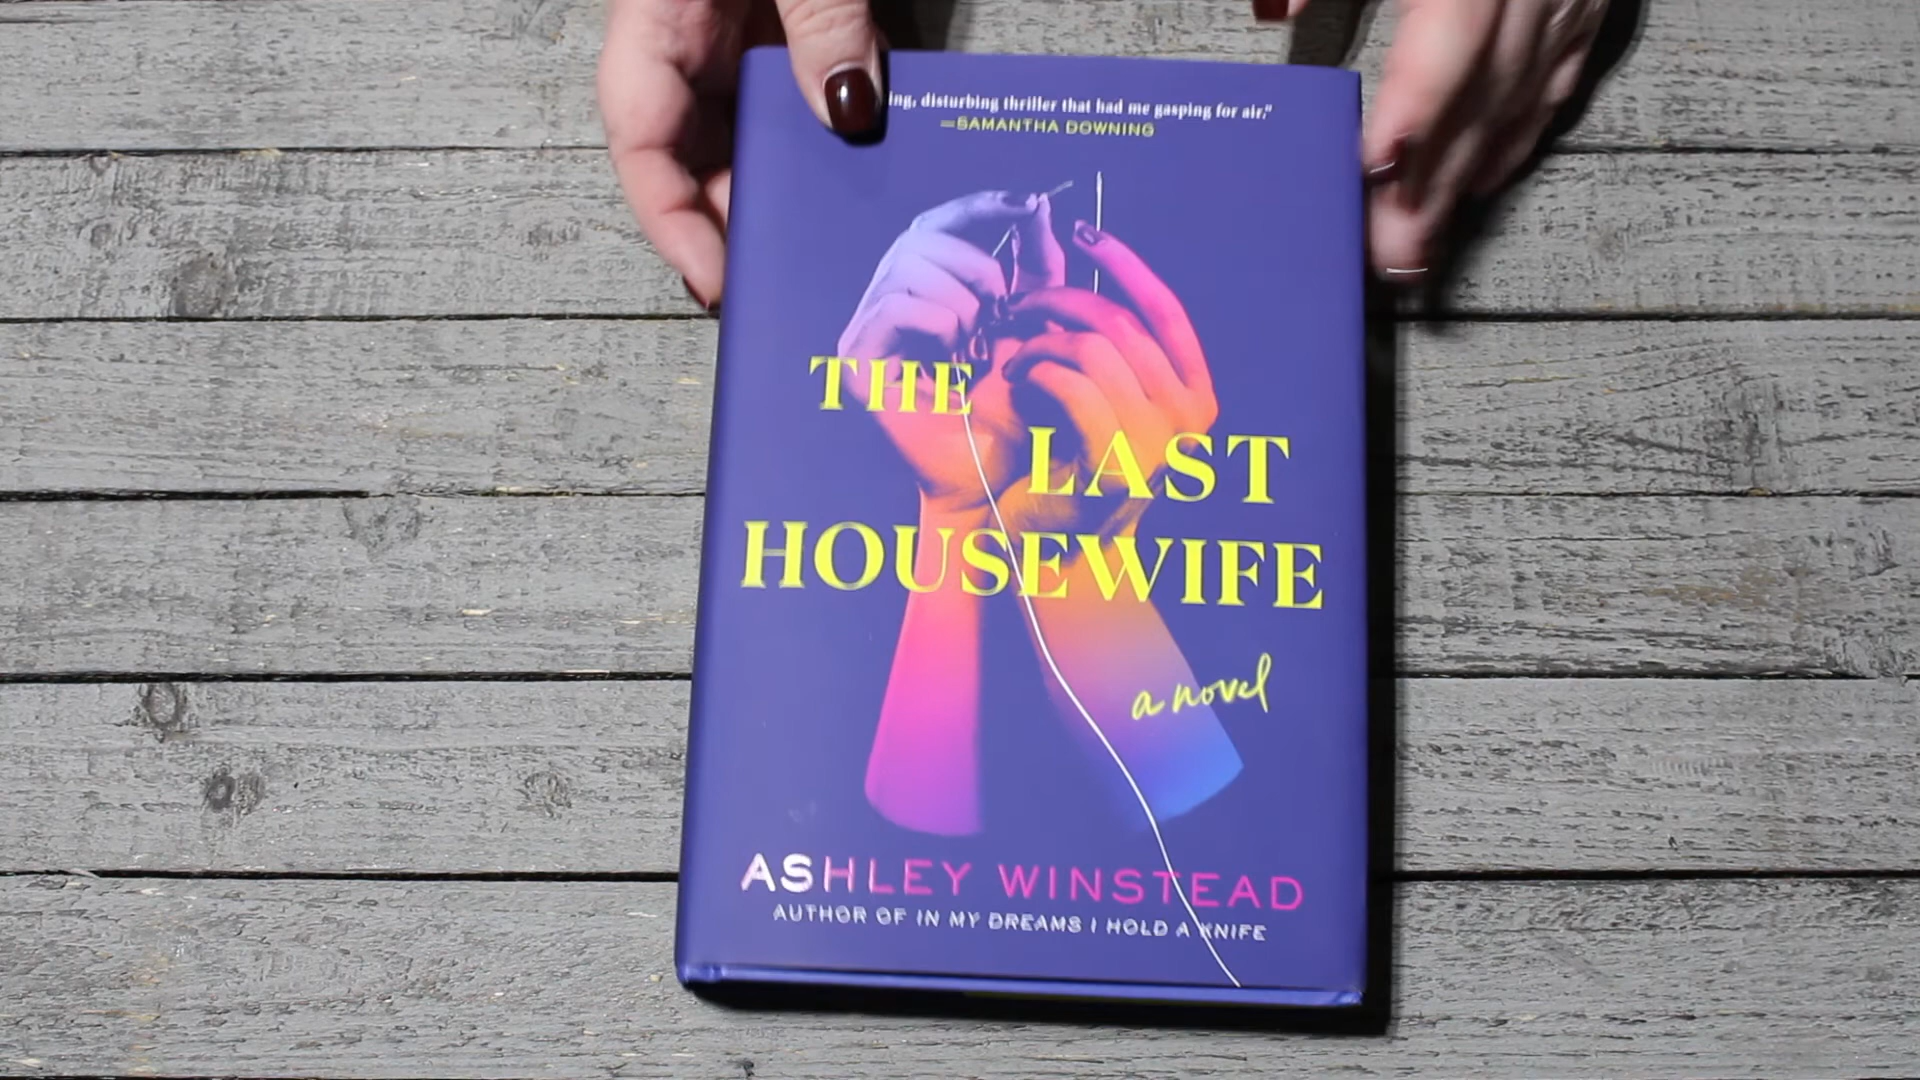 disturbing thriller that had me gasping for air."
—SAMANTHA DOWNING
THE
LAST
HOUSEWIFE
a novel
ASHLEY WINSTEAD
AUTHOR OF IN MY DREAMS I HOLD A KNIFE